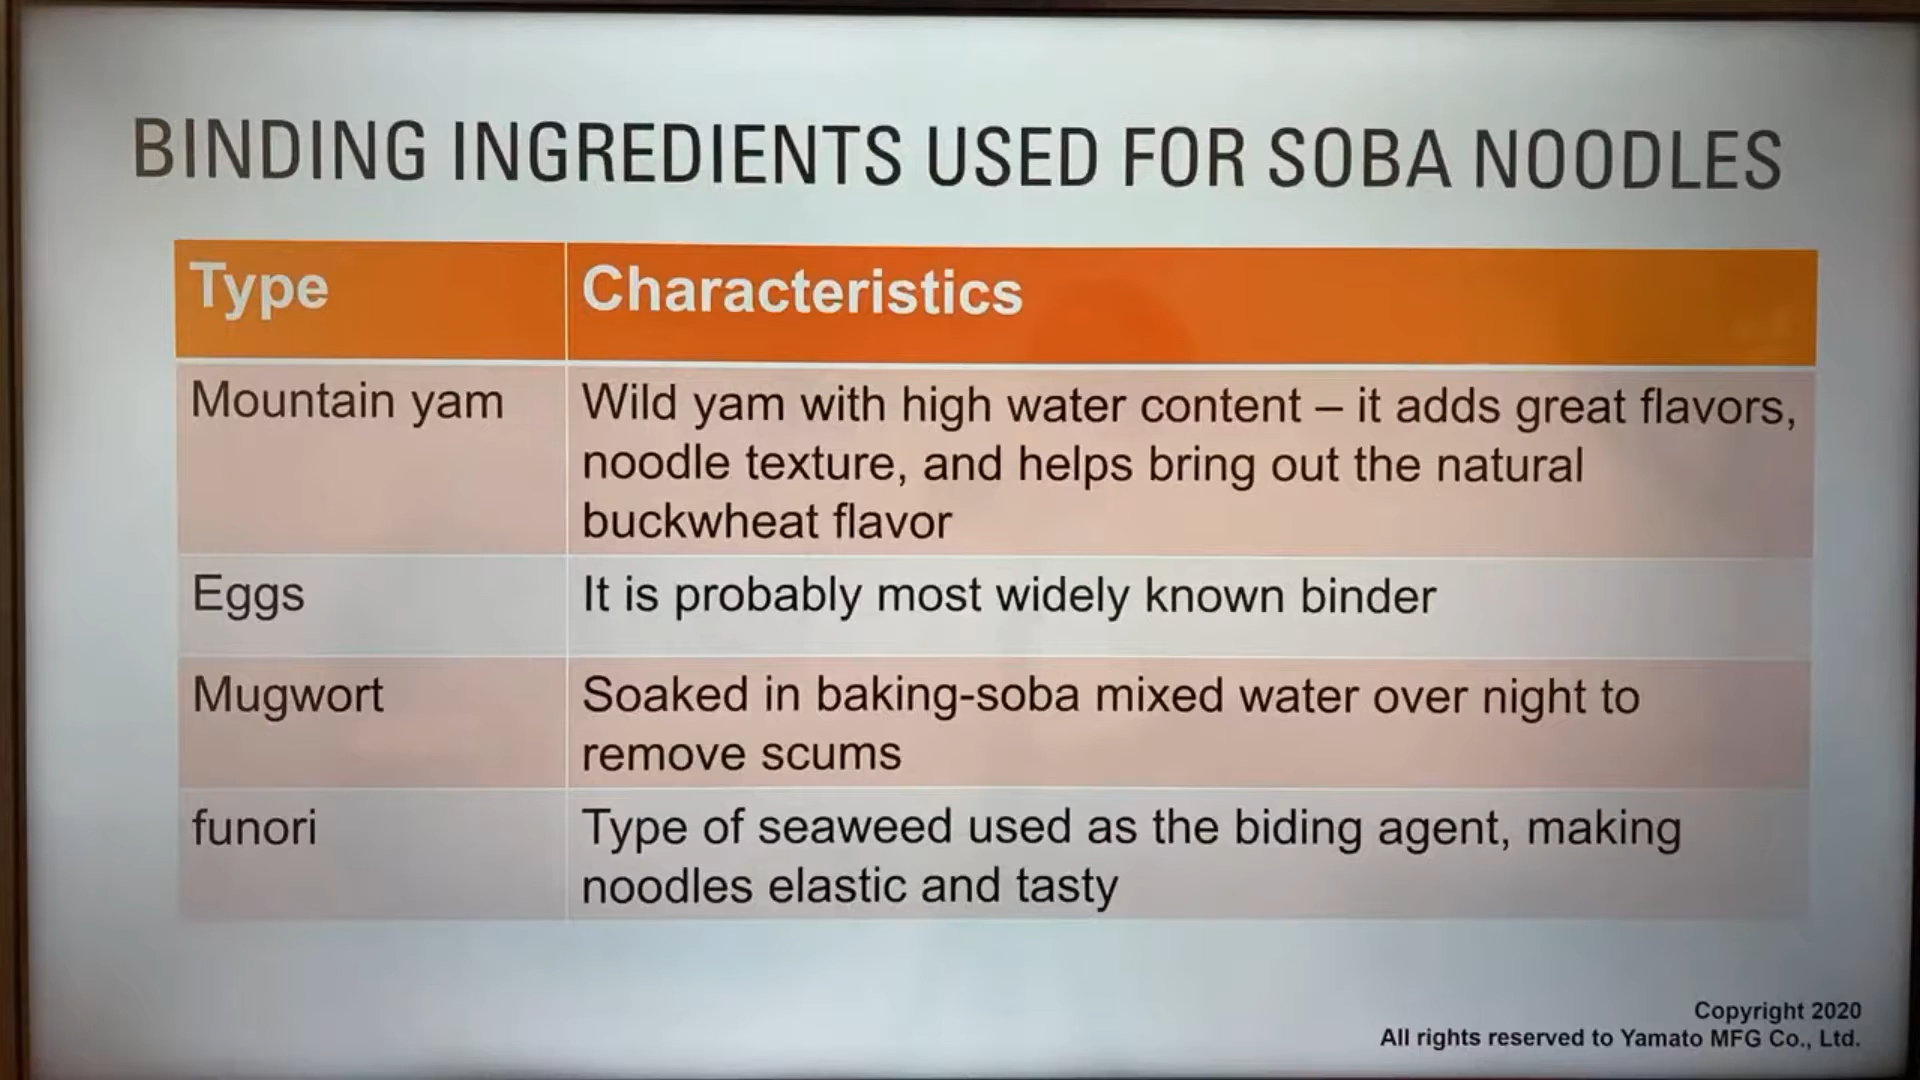 BINDING INGREDIENTS USED FOR SOBA NOODLES
Type
Characteristics
Mountain yam
Wild yam with high water content – it adds great flavors,
noodle texture, and helps bring out the natural
buckwheat flavor
Eggs
It is probably most widely known binder
Mugwort
Soaked in baking-soba mixed water over night to
remove scums
funori
Type of seaweed used as the biding agent, making
noodles elastic and tasty
Copyright 2020
All rights reserved to Yamato MFG Co., Ltd.